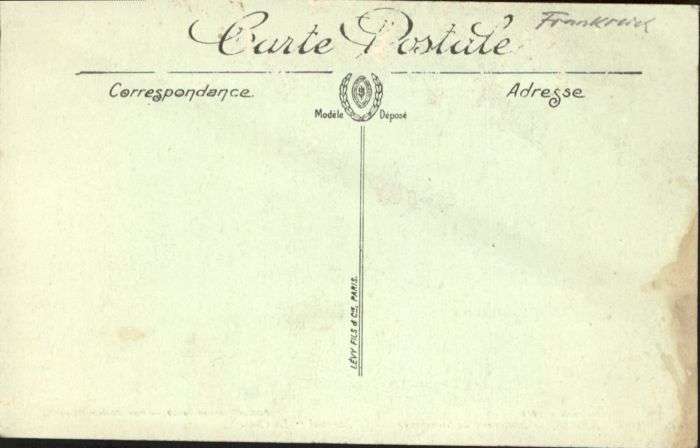 Carte Postale
Frankreich
Correspondance
Adresse
Modèle Déposé
LÉVY FILS & Cie, PARIS.